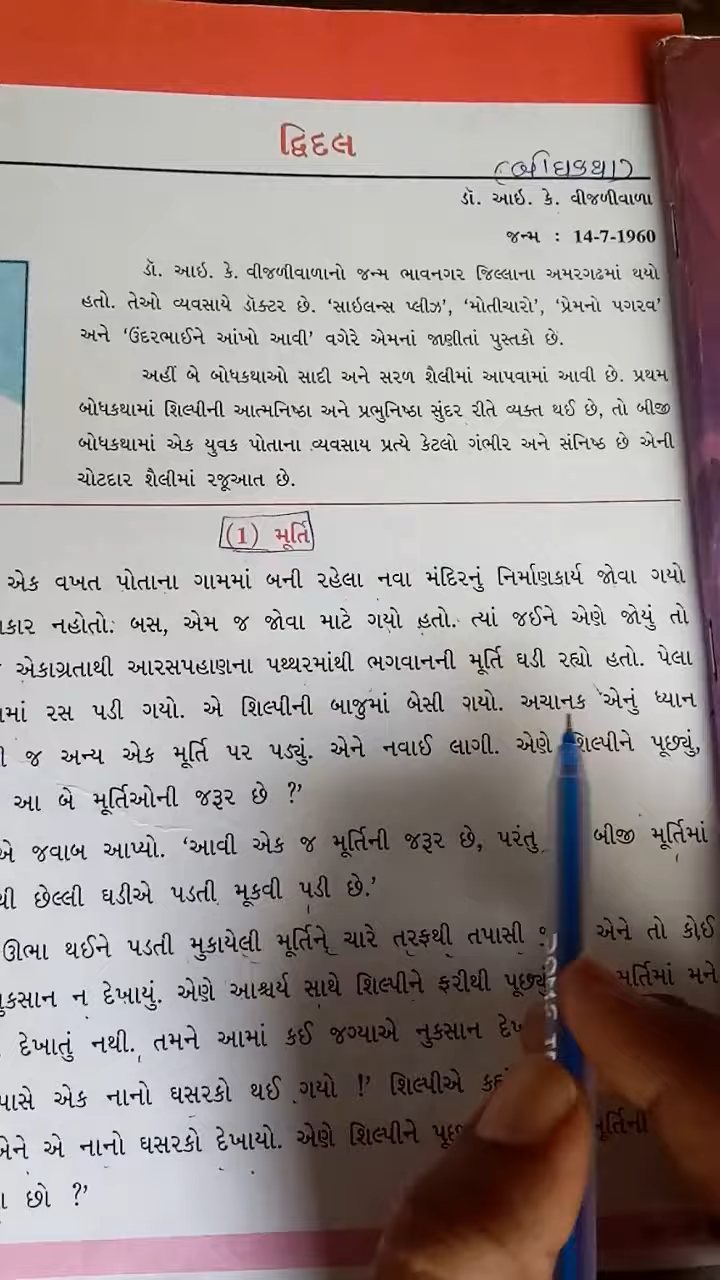 દ્વિદલ
(બોધકથા)
ડૉ. આઇ. કે. વીજળીવાળા
જન્મ : 14-7-1960
ડૉ. આઇ. કે. વીજળીવાળાનો જન્મ ભાવનગર જિલ્લાના અમરગઢમાં થયો
હતો. તેઓ વ્યવસાયે ડૉક્ટર છે. ‘સાઇલન્સ પ્લીઝ’, ‘મોતીચારો’, ‘પ્રેમનો પગરવ’
અને ‘ઉંદરભાઈને આંખો આવી’ વગેરે એમનાં જાણીતાં પુસ્તકો છે.
અહીં બે બોધકથાઓ સાદી અને સરળ શૈલીમાં આપવામાં આવી છે. પ્રથમ
બોધકથામાં શિલ્પીની આત્મનિષ્ઠા અને પ્રભુનિષ્ઠા સુંદર રીતે વ્યક્ત થઈ છે, તો બીજી
બોધકથામાં એક યુવક પોતાના વ્યવસાય પ્રત્યે કેટલો ગંભીર અને સંનિષ્ઠ છે એની
ચોટદાર શૈલીમાં રજૂઆત છે.
(1) મૂર્તિ
એક વખત પોતાના ગામમાં બની રહેલા નવા મંદિરનું નિર્માણકાર્ય જોવા ગયો
નહોતો. બસ, એમ જ જોવા માટે ગયો હતો. ત્યાં જઈને એણે જોયું તો
એકાગ્રતાથી આરસપહાણના પથ્થરમાંથી ભગવાનની મૂર્તિ ઘડી રહ્યો હતો. પેલા
રસ પડી ગયો. એ શિલ્પીની બાજુમાં બેસી ગયો. અચાનક એનું ધ્યાન
જ અન્ય એક મૂર્તિ પર પડ્યું. એને નવાઈ લાગી. એણે શિલ્પીને પૂછ્યું,
આ બે મૂર્તિઓની જરૂર છે ?’
જવાબ આપ્યો. ‘આવી એક જ મૂર્તિની જરૂર છે, પરંતુ બીજી મૂર્તિમાં
છેલ્લી ઘડીએ પડતી મૂકવી પડી છે.’
ઊભા થઈને પડતી મુકાયેલી મૂર્તિને ચારે તરફથી તપાસી એને તો કોઈ
ન દેખાયું. એણે આશ્ચર્ય સાથે શિલ્પીને ફરીથી પૂછ્યું મને
દેખાતું નથી. તમને આમાં કઈ જગ્યાએ નુકસાન
એક નાનો ઘસરકો થઈ ગયો !’ શિલ્પીએ
એ નાનો ઘસરકો દેખાયો. એણે શિલ્પીને
છો ?’